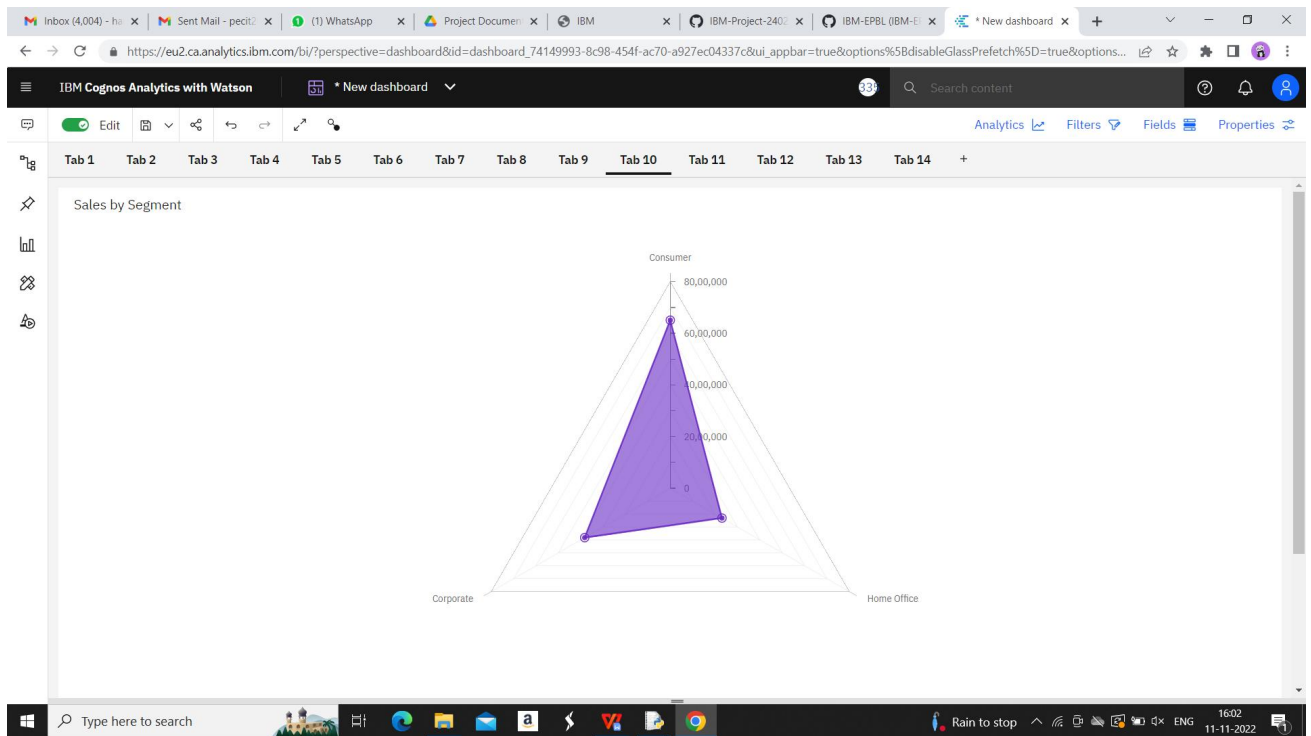 Inbox (4,004) - ha
Sent Mail - pecit2
(1) WhatsApp
Project Documen
IBM
IBM-Project-2402
IBM-EPBL (IBM-E
* New dashboard
https://eu2.ca.analytics.ibm.com/bi/?perspective=dashboard&id=dashboard_74149993-8c98-454f-ac70-a927ec04337c&ui_appbar=true&options%5BdisableGlassPrefetch%5D=true&options...
IBM Cognos Analytics with Watson
* New dashboard
Search content
Edit
Analytics
Filters
Fields
Properties
Tab 1 Tab 2 Tab 3 Tab 4 Tab 5 Tab 6 Tab 7 Tab 8 Tab 9 Tab 10 Tab 11 Tab 12 Tab 13 Tab 14 +
Sales by Segment
Consumer
80,00,000
60,00,000
40,00,000
20,00,000
0
Corporate
Home Office
Type here to search
Rain to stop
ENG
16:02
11-11-2022